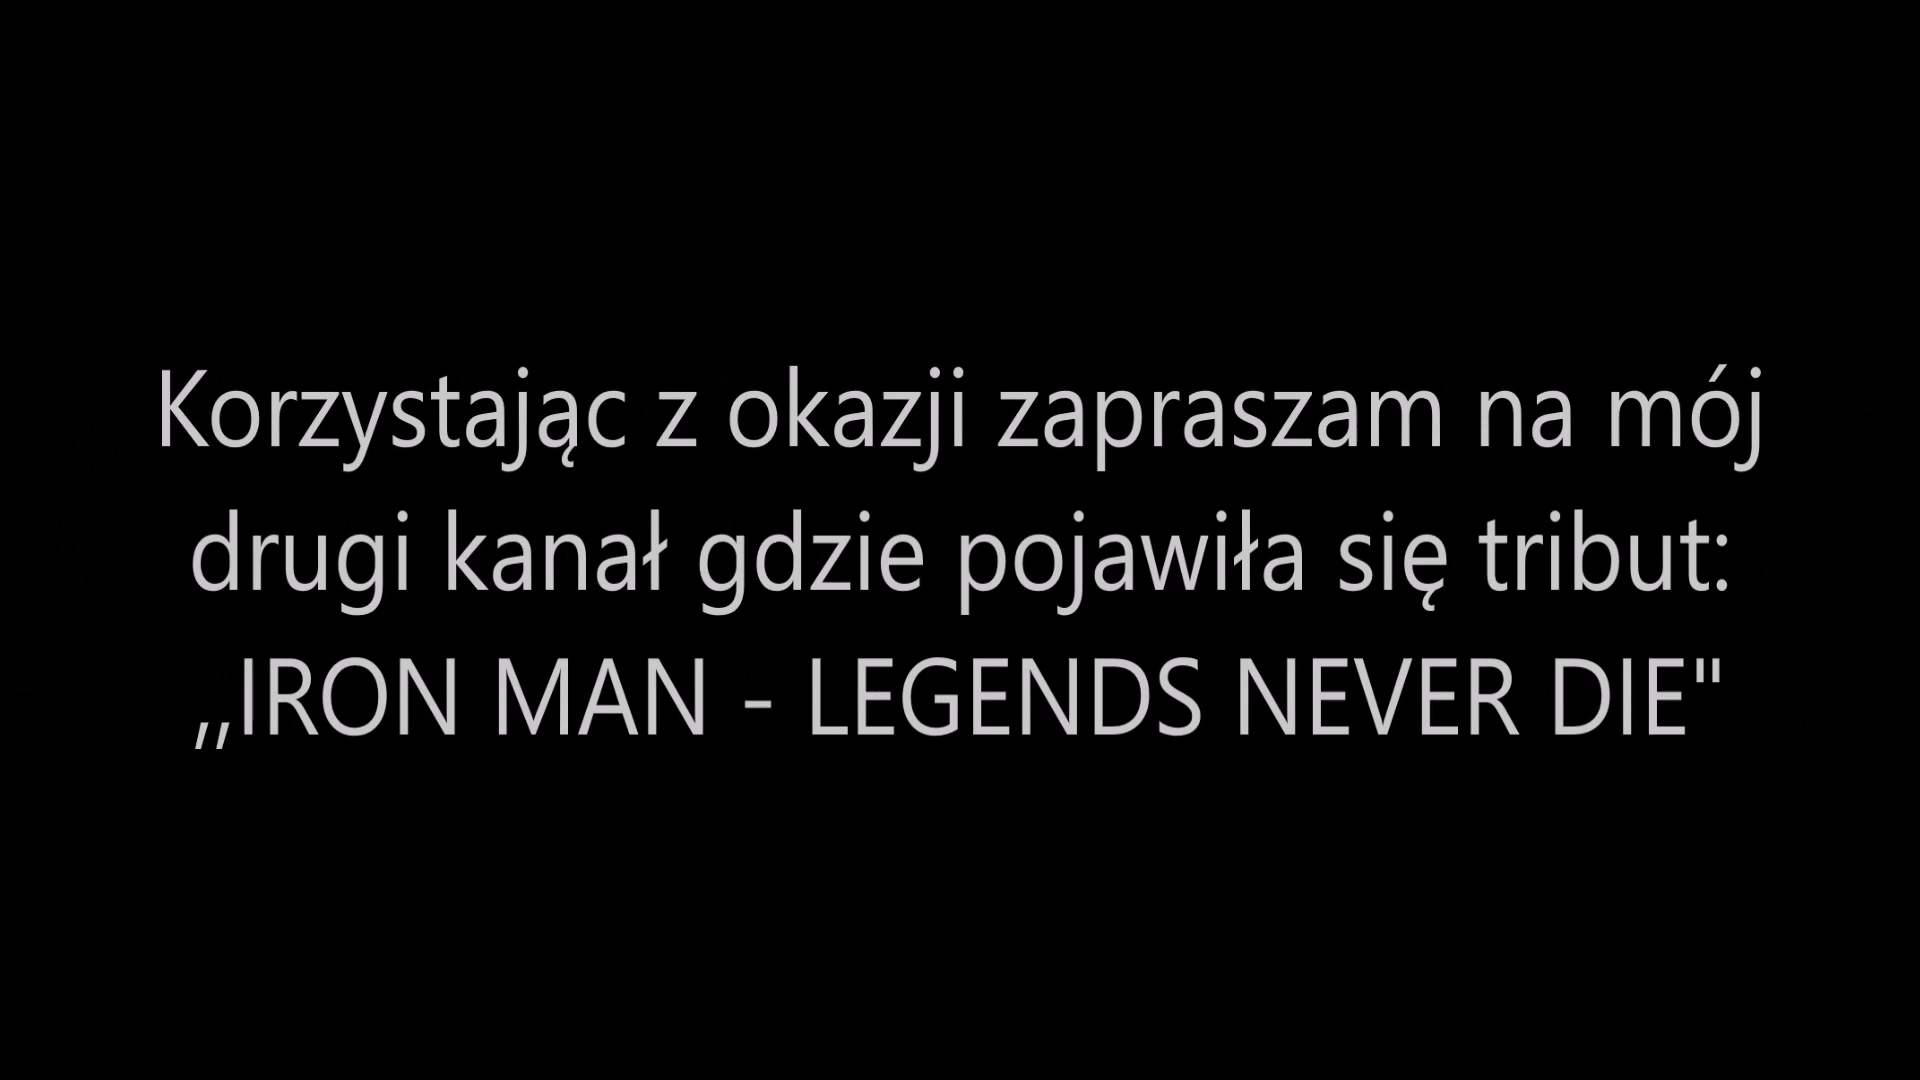 Korzystając z okazji zapraszam na mój
drugi kanał gdzie pojawiła się tribut:
,,IRON MAN - LEGENDS NEVER DIE"